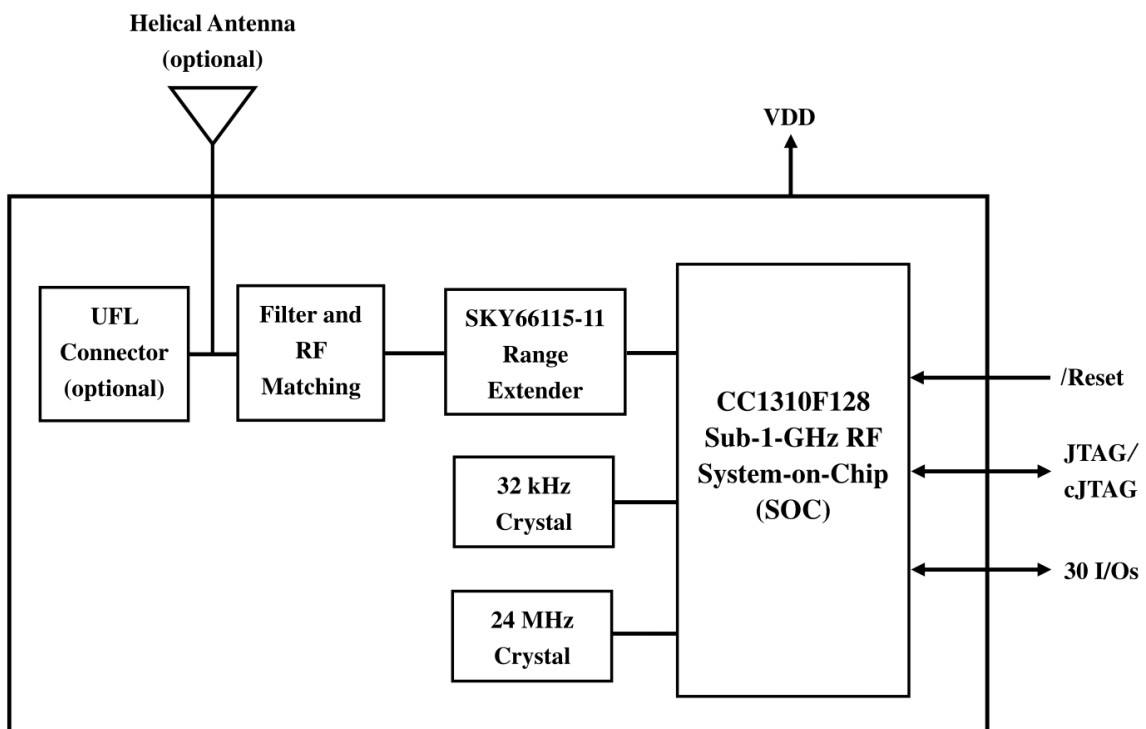 Helical Antenna
(optional)
VDD
UFL
Connector
(optional)
Filter and
RF
Matching
SKY66115-11
Range
Extender
CC1310F128
Sub-1-GHz RF
System-on-Chip
(SOC)
/Reset
JTAG/
cJTAG
30 I/Os
32 kHz
Crystal
24 MHz
Crystal